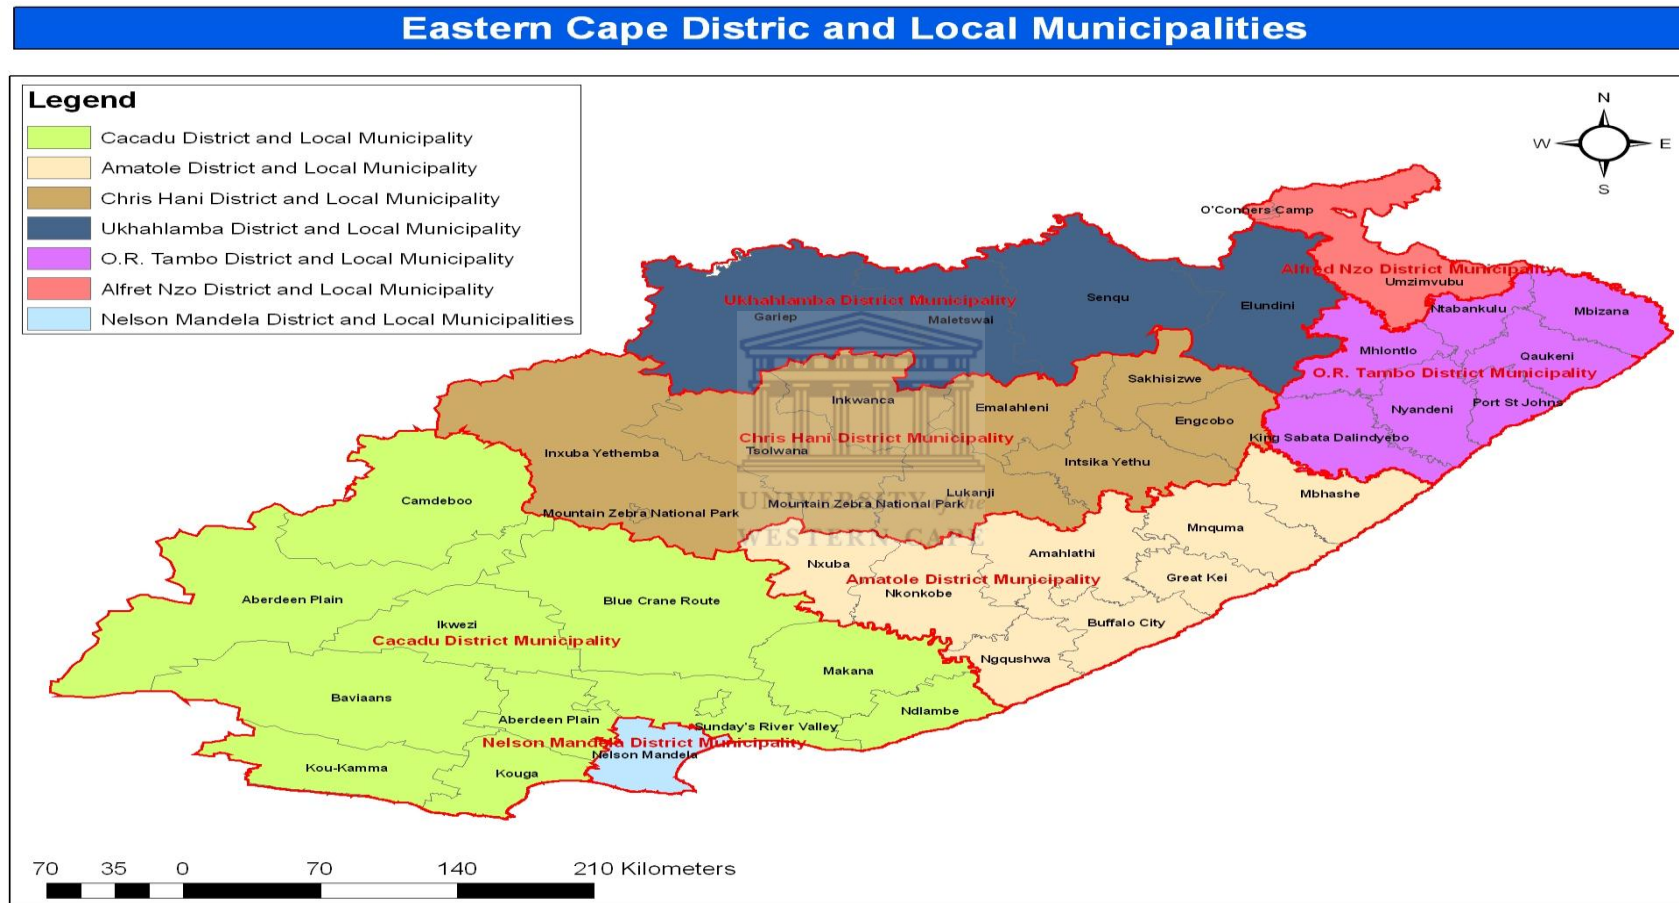 Eastern Cape Distric and Local Municipalities
Legend
Cacadu District and Local Municipality
Amatole District and Local Municipality
Chris Hani District and Local Municipality
Ukhahlamba District and Local Municipality
O.R. Tambo District and Local Municipality
Alfret Nzo District and Local Municipality
Nelson Mandela District and Local Municipalities
N
W
E
S
O'Conners Camp
Alfred Nzo District Municipality
Umzimvubu
Ukhahlamba District Municipality
Gariep
Maletswai
Senqu
Elundini
Ntabankulu
Mbizana
Mhlontlo
Qaukeni
O.R. Tambo District Municipality
Nyandeni
Port St Johns
King Sabata Dalindyebo
Sakhisizwe
Inkwanca
Emalahleni
Engcobo
Chris Hani District Municipality
Inxuba Yethemba
Tsolwana
Intsika Yethu
Lukanji
Mountain Zebra National Park
Mountain Zebra National Park
UNIVERSITY of the
WESTERN CAPE
Camdeboo
Mbhashe
Mnquma
Amahlathi
Nxuba
Great Kei
Amatole District Municipality
Nkonkobe
Buffalo City
Ngqushwa
Aberdeen Plain
Blue Crane Route
Ikwezi
Cacadu District Municipality
Makana
Baviaans
Ndlambe
Aberdeen Plain
Sunday's River Valley
Nelson Mandela District Municipality
Nelson Mandela
Kou-Kamma
Kouga
70 35 0 70 140 210 Kilometers